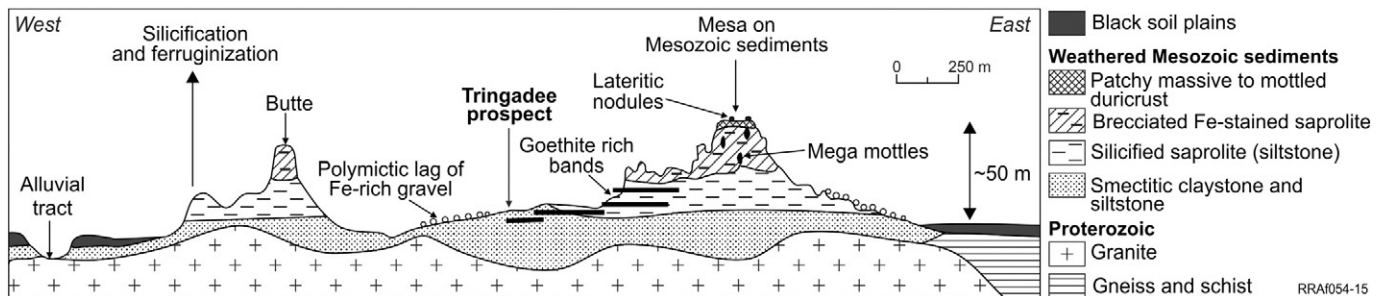 West
Silicification
and ferruginization
Butte
Alluvial
tract
Polymictic lag of
Fe-rich gravel
Tringadee
prospect
Goethite rich
bands
Lateritic
nodules
Mesa on
Mesozoic sediments
Mega mottles
East
0 250 m
~50 m
Black soil plains
Weathered Mesozoic sediments
Patchy massive to mottled
duricrust
Brecciated Fe-stained saprolite
Silicified saprolite (siltstone)
Smectitic claystone and
siltstone
Proterozoic
Granite
Gneiss and schist
RRAf054-15